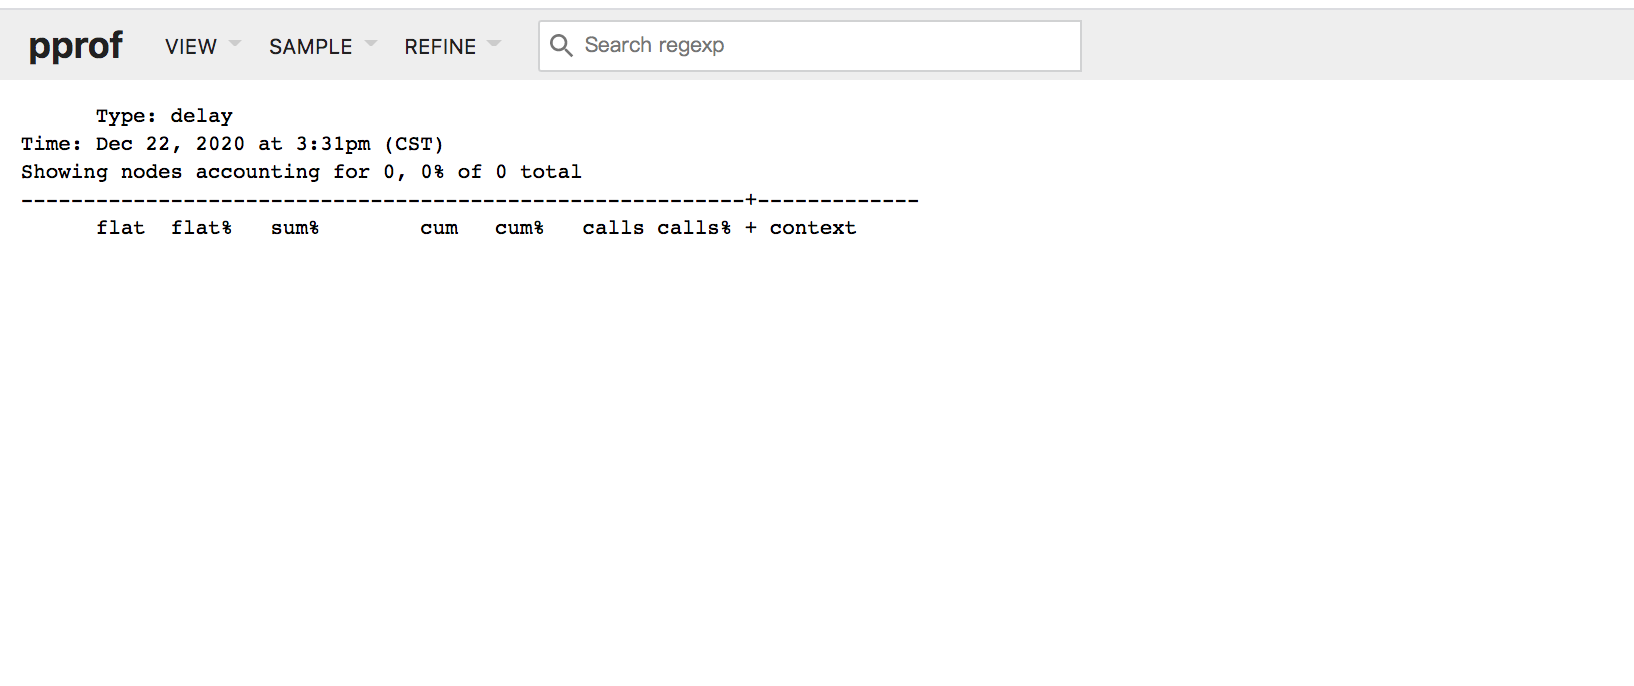 pprof VIEW SAMPLE REFINE Search regexp
Type: delay
Time: Dec 22, 2020 at 3:31pm (CST)
Showing nodes accounting for 0, 0% of 0 total
----------------------------------------------------------+-------------
flat flat% sum% cum cum% calls calls% + context